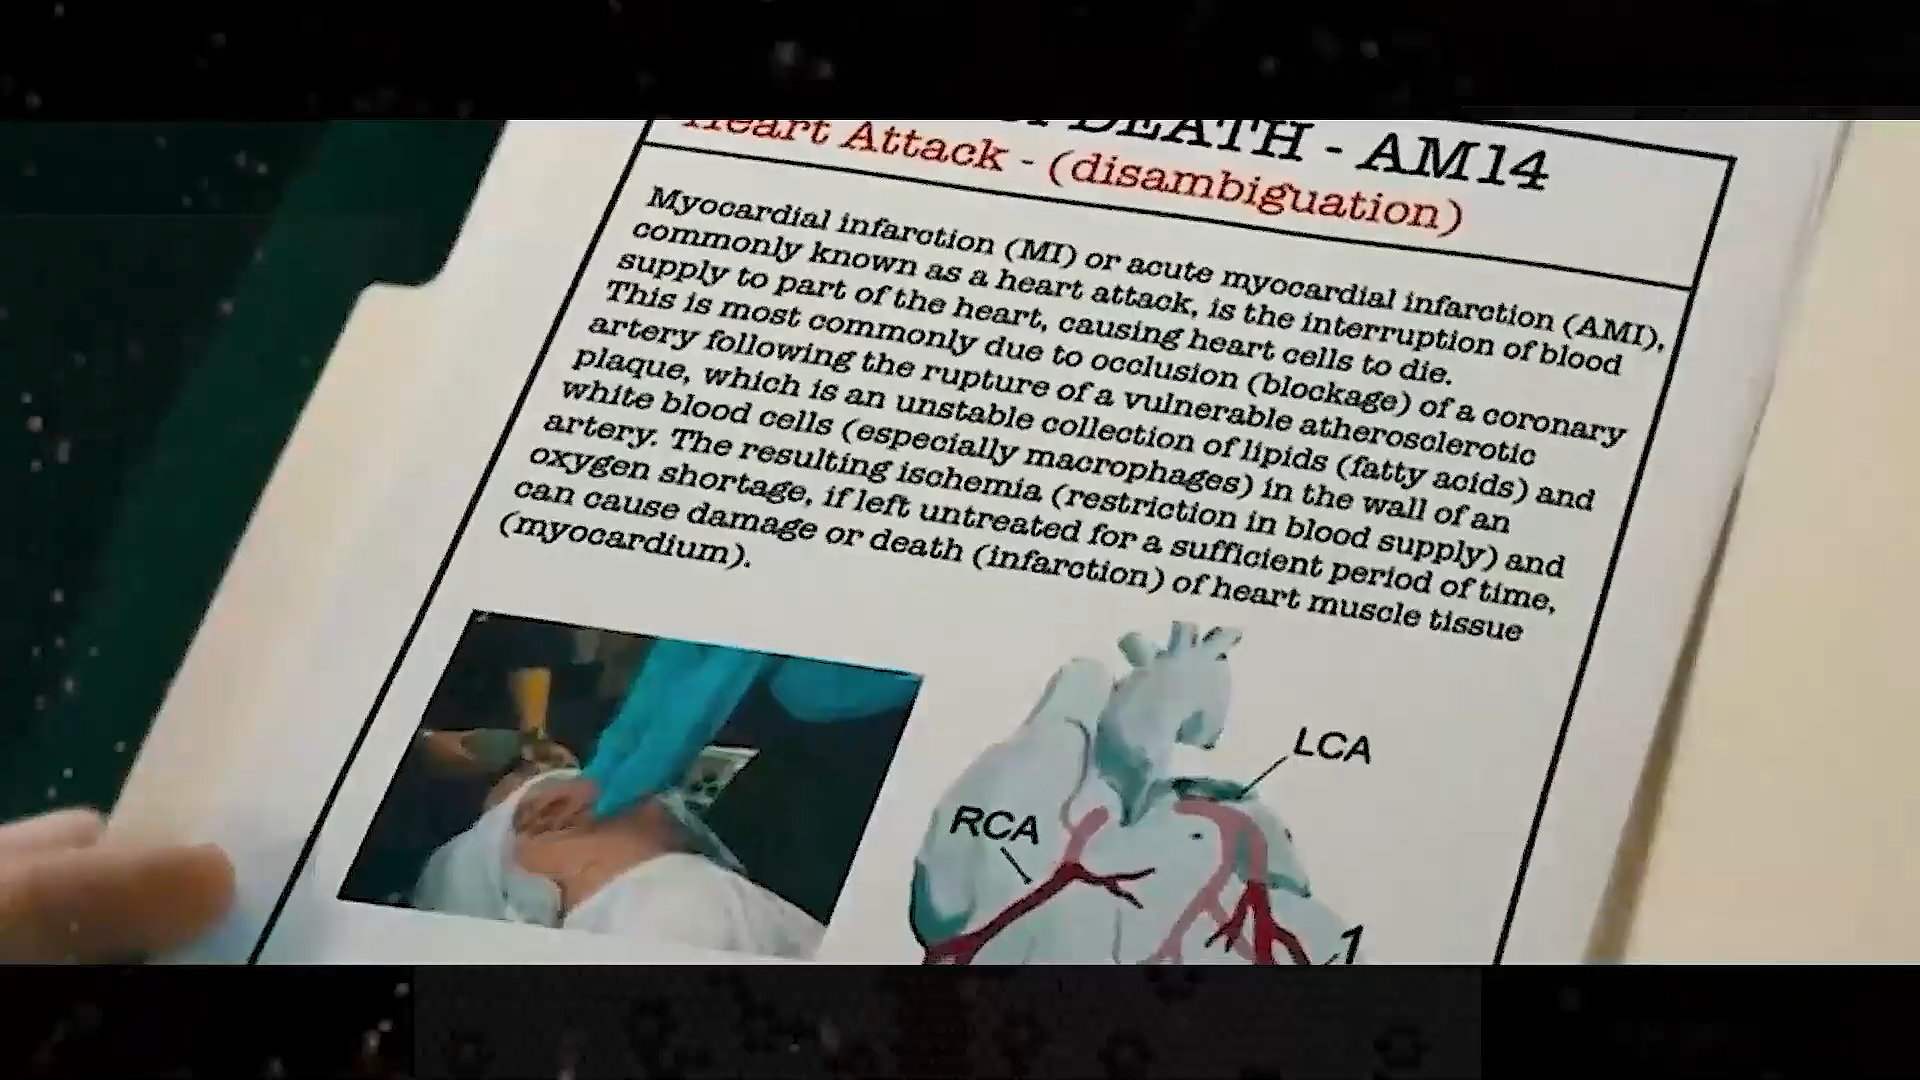 DEATH - AM14
Heart Attack - (disambiguation)
Myocardial infarction (MI) or acute myocardial infarction (AMI),
commonly known as a heart attack, is the interruption of blood
supply to part of the heart, causing heart cells to die.
This is most commonly due to occlusion (blockage) of a coronary
artery following the rupture of a vulnerable atherosclerotic
plaque, which is an unstable collection of lipids (fatty acids) and
white blood cells (especially macrophages) in the wall of an
artery. The resulting ischemia (restriction in blood supply) and
oxygen shortage, if left untreated for a sufficient period of time,
can cause damage or death (infarction) of heart muscle tissue
(myocardium).
LCA
RCA
1